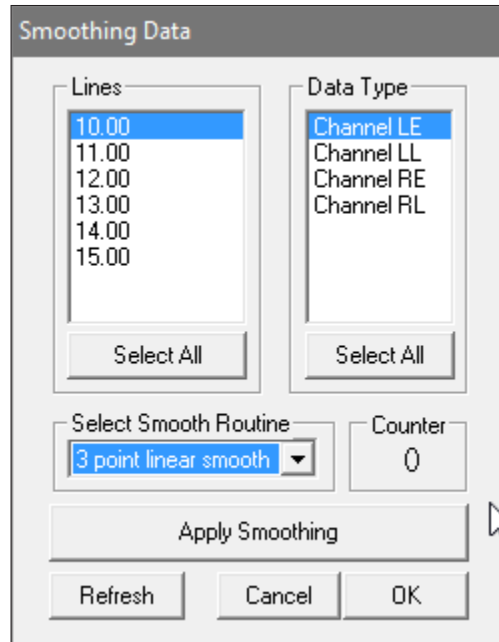 Smoothing Data
Lines
10.00
11.00
12.00
13.00
14.00
15.00
Select All
Data Type
Channel LE
Channel LL
Channel RE
Channel RL
Select All
Select Smooth Routine
3 point linear smooth
Counter
0
Apply Smoothing
Refresh
Cancel
OK